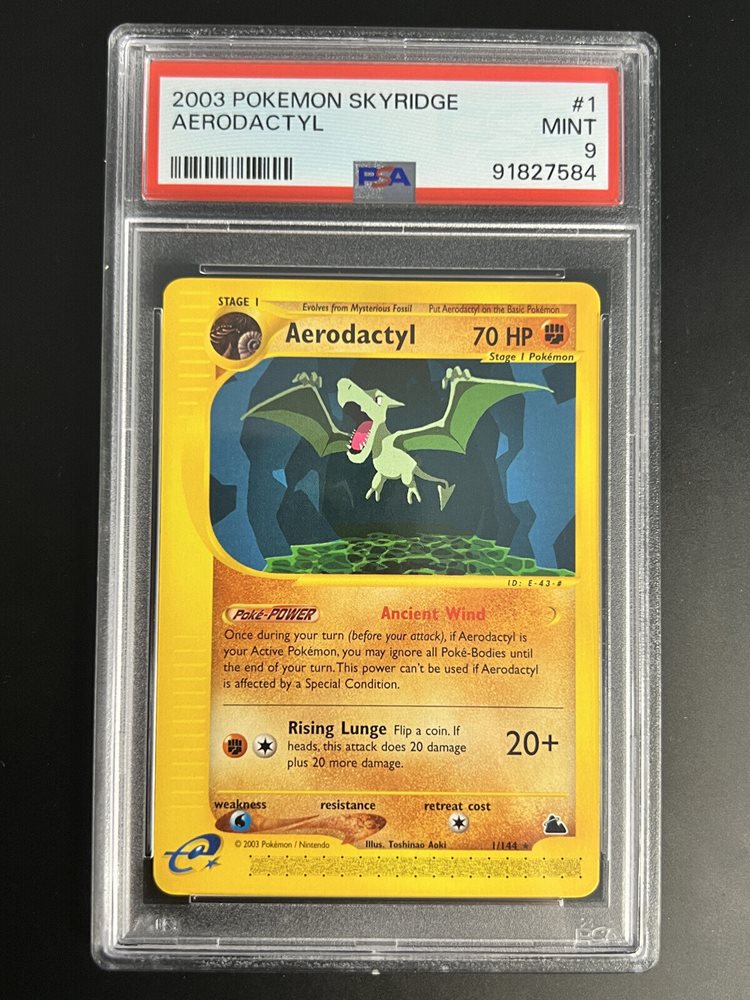 2003 POKEMON SKYRIDGE #1
AERODACTYL MINT
9
PSA 91827584
STAGE 1 Evolves from Mysterious Fossil Put Aerodactyl on the Basic Pokémon
Aerodactyl 70 HP
Stage 1 Pokémon
ID: E-43-#
Poké-POWER Ancient Wind
Once during your turn (before your attack), if Aerodactyl is
your Active Pokémon, you may ignore all Poké-Bodies until
the end of your turn. This power can't be used if Aerodactyl
is affected by a Special Condition.
Rising Lunge Flip a coin. If
heads, this attack does 20 damage
plus 20 more damage.
20+
weakness resistance retreat cost
© 2003 Pokémon / Nintendo Illus. Toshinao Aoki 1/144 ★
e
PSA